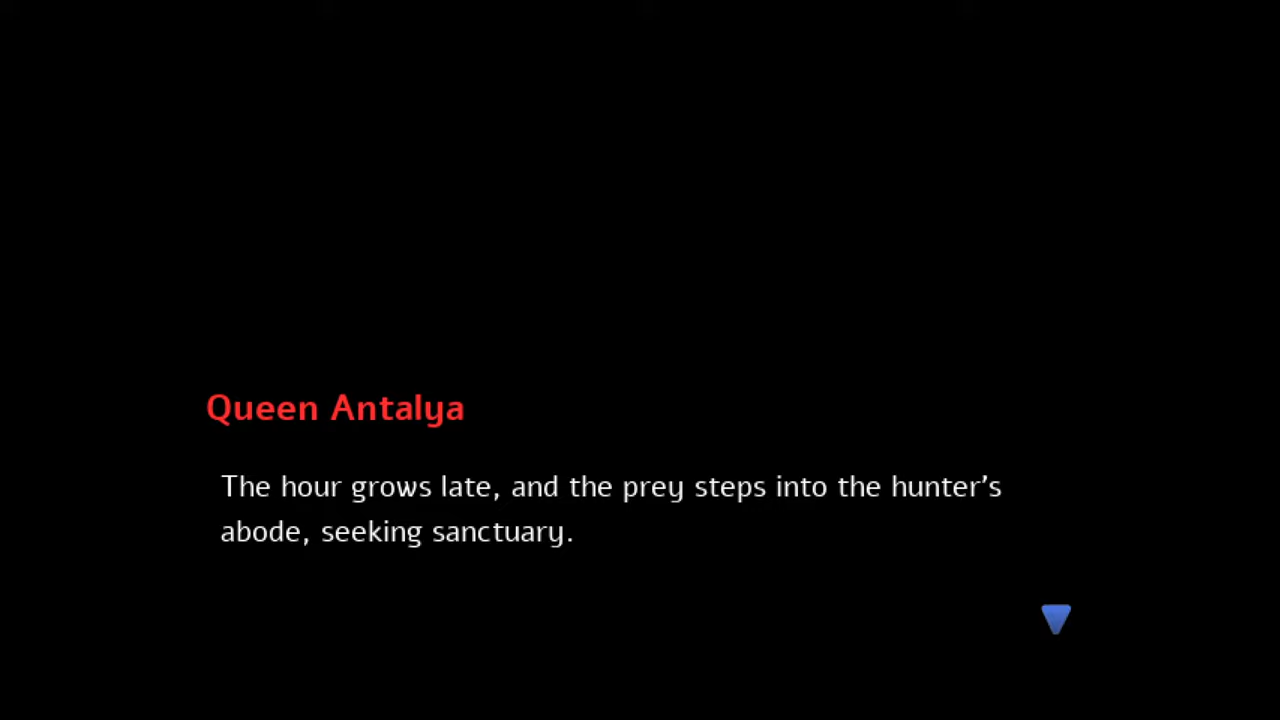 Queen Antalya
The hour grows late, and the prey steps into the hunter's
abode, seeking sanctuary.